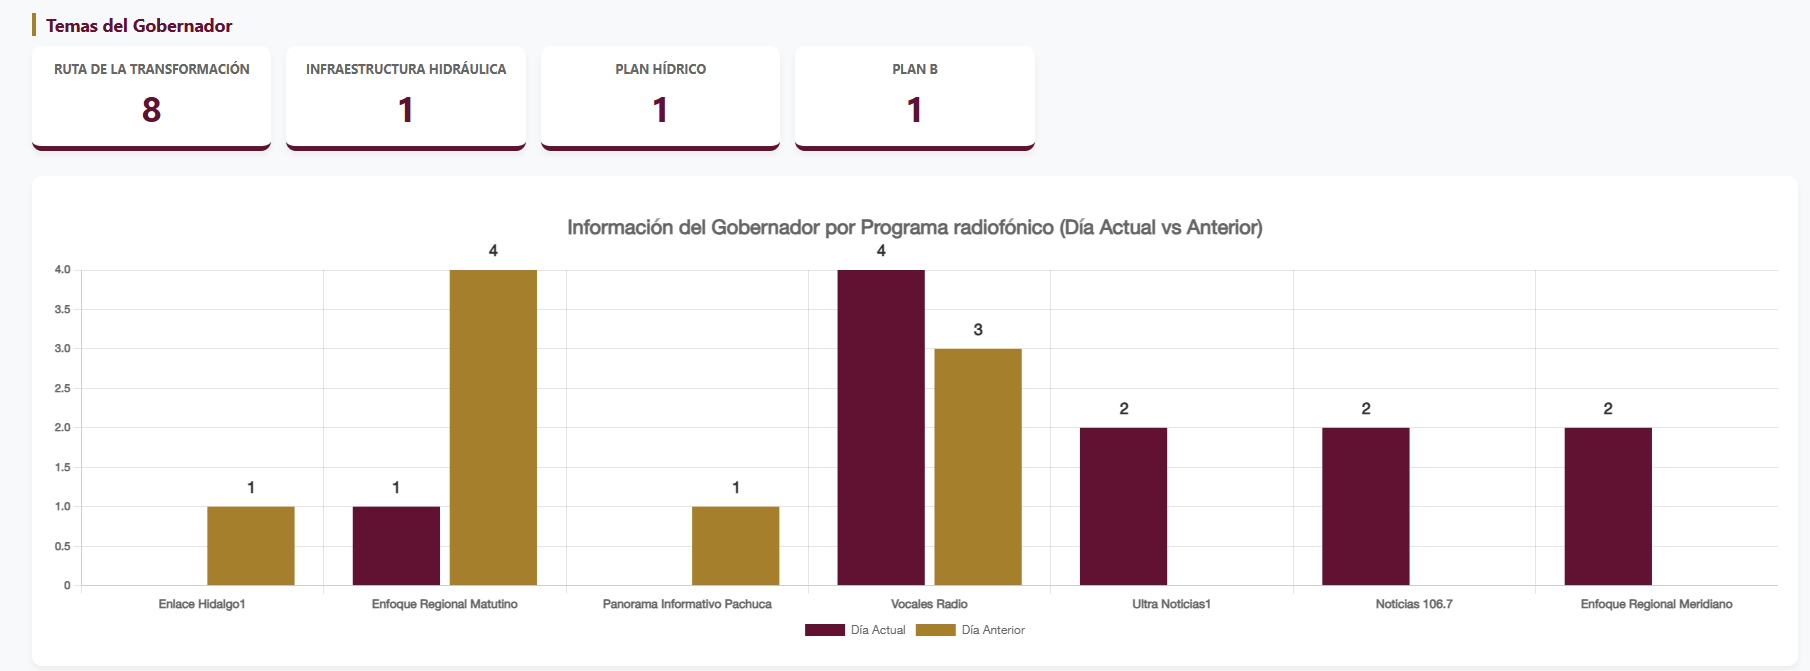 Temas del Gobernador
RUTA DE LA TRANSFORMACIÓN
8
INFRAESTRUCTURA HIDRÁULICA
1
PLAN HÍDRICO
1
PLAN B
1
Información del Gobernador por Programa radiofónico (Día Actual vs Anterior)
4.0
3.5
3.0
2.5
2.0
1.5
1.0
0.5
0
1
1
4
1
4
3
2
2
2
Enlace Hidalgo1
Enfoque Regional Matutino
Panorama Informativo Pachuca
Vocales Radio
Ultra Noticias1
Noticias 106.7
Enfoque Regional Meridiano
Día Actual
Día Anterior